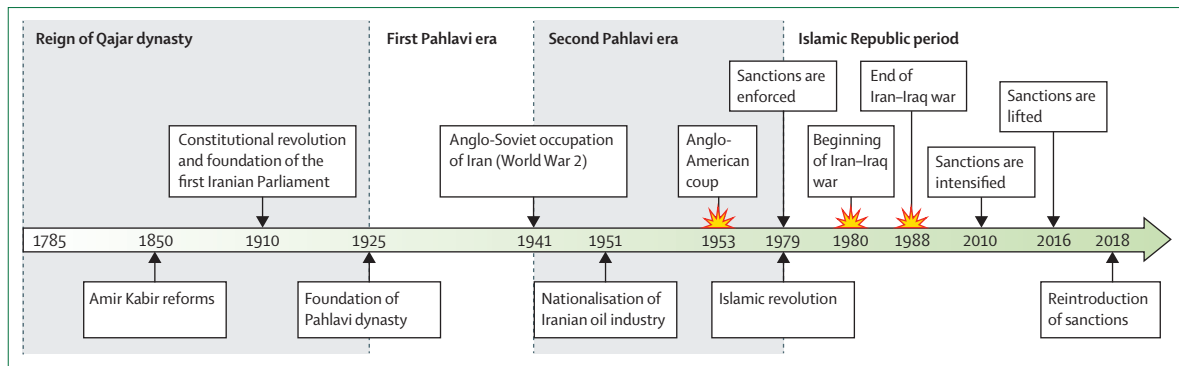 Reign of Qajar dynasty
First Pahlavi era
Second Pahlavi era
Islamic Republic period
Constitutional revolution
and foundation of the
first Iranian Parliament
Anglo-Soviet occupation
of Iran (World War 2)
Anglo-
American
coup
Sanctions are
enforced
Beginning
of Iran–Iraq
war
End of
Iran–Iraq war
Sanctions are
intensified
Sanctions are
lifted
1785
1850
1910
1925
1941
1951
1953
1979
1980
1988
2010
2016
2018
Amir Kabir reforms
Foundation of
Pahlavi dynasty
Nationalisation of
Iranian oil industry
Islamic revolution
Reintroduction
of sanctions